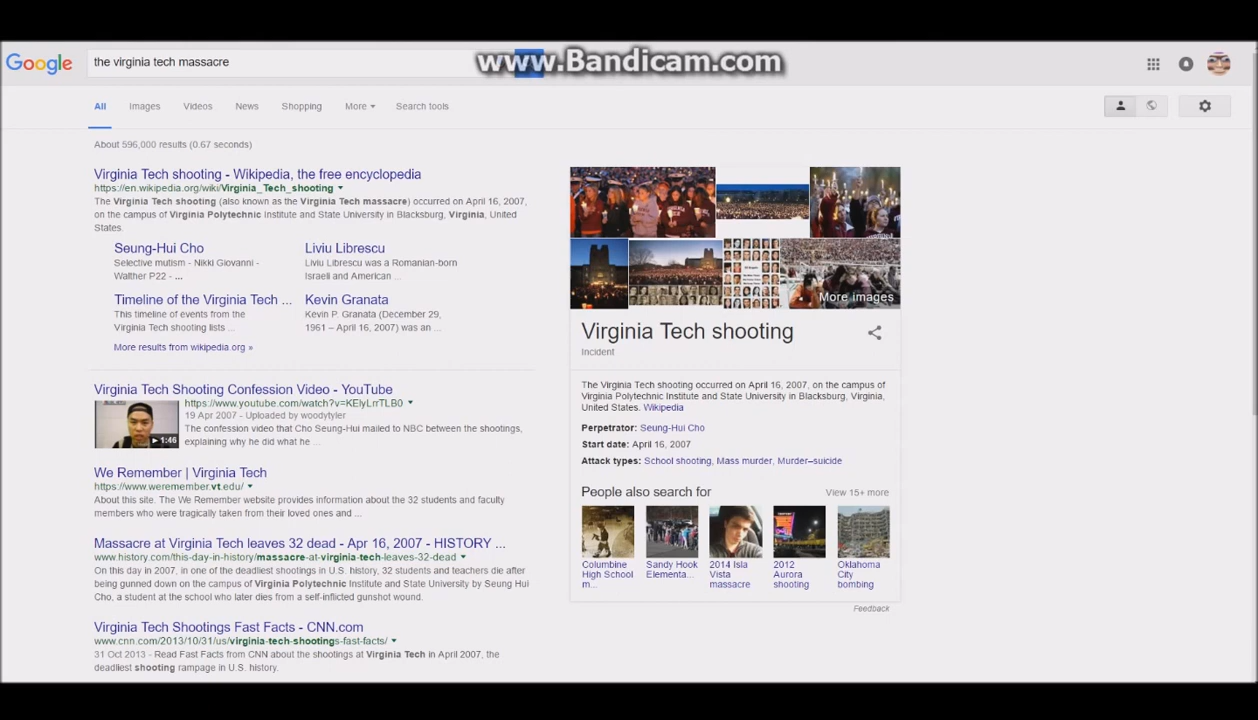 www.Bandicam.com
Google
the virginia tech massacre
All Images Videos News Shopping More Search tools
About 596,000 results (0.67 seconds)
Virginia Tech shooting - Wikipedia, the free encyclopedia
https://en.wikipedia.org/wiki/Virginia_Tech_shooting
The Virginia Tech shooting (also known as the Virginia Tech massacre) occurred on April 16, 2007,
on the campus of Virginia Polytechnic Institute and State University in Blacksburg, Virginia, United
States.
Seung-Hui Cho
Selective mutism - Nikki Giovanni -
Walther P22 - ...
Liviu Librescu
Liviu Librescu was a Romanian-born
Israeli and American ...
Timeline of the Virginia Tech ...
This timeline of events from the
Virginia Tech shooting lists ...
Kevin Granata
Kevin P. Granata (December 29,
1961 – April 16, 2007) was an ...
More results from wikipedia.org »
Virginia Tech Shooting Confession Video - YouTube
https://www.youtube.com/watch?v=KElyLrrTLB0
1:46
19 Apr 2007 - Uploaded by woodytyler
The confession video that Cho Seung-Hui mailed to NBC between the shootings,
explaining why he did what he ...
We Remember | Virginia Tech
https://www.weremember.vt.edu/
About this site. The We Remember website provides information about the 32 students and faculty
members who were tragically taken from their loved ones and ...
Massacre at Virginia Tech leaves 32 dead - Apr 16, 2007 - HISTORY ...
www.history.com/this-day-in-history/massacre-at-virginia-tech-leaves-32-dead
On this day in 2007, in one of the deadliest shootings in U.S. history, 32 students and teachers die after
being gunned down on the campus of Virginia Polytechnic Institute and State University by Seung Hui
Cho, a student at the school who later dies from a self-inflicted gunshot wound.
Virginia Tech Shootings Fast Facts - CNN.com
www.cnn.com/2013/10/31/us/virginia-tech-shootings-fast-facts/
31 Oct 2013 - Read Fast Facts from CNN about the shootings at Virginia Tech in April 2007, the
deadliest shooting rampage in U.S. history.
More images
Virginia Tech shooting
Incident
The Virginia Tech shooting occurred on April 16, 2007, on the campus of
Virginia Polytechnic Institute and State University in Blacksburg, Virginia,
United States. Wikipedia
Perpetrator: Seung-Hui Cho
Start date: April 16, 2007
Attack types: School shooting, Mass murder, Murder–suicide
People also search for
View 15+ more
Columbine
High School
m...
Sandy Hook
Elementa...
2014 Isla
Vista
massacre
2012
Aurora
shooting
Oklahoma
City
bombing
Feedback